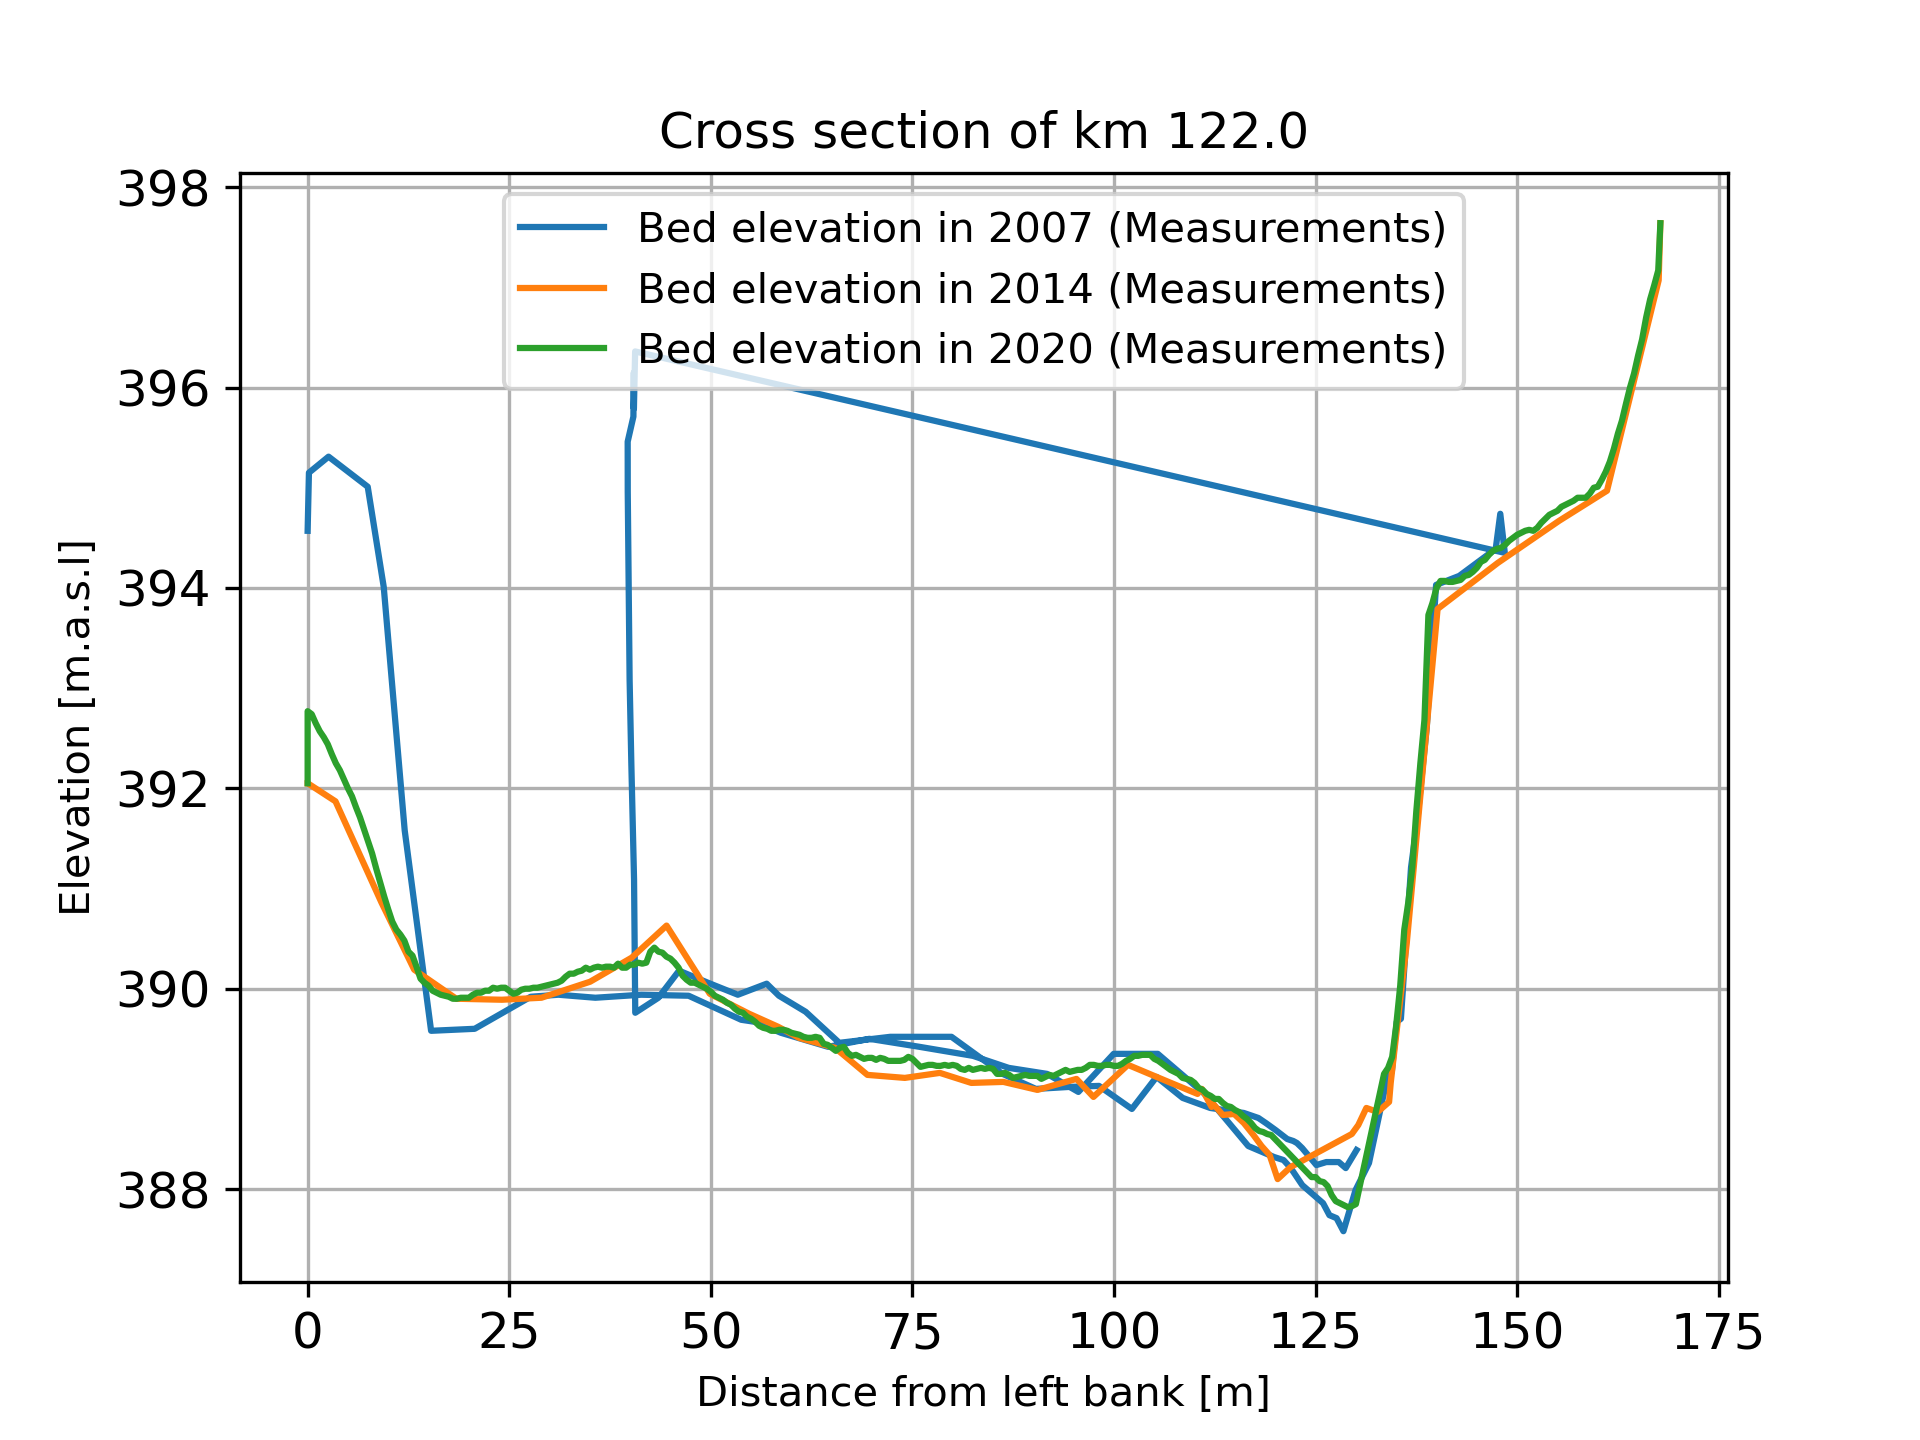 Cross section of km 122.0
Bed elevation in 2007 (Measurements)
Bed elevation in 2014 (Measurements)
Bed elevation in 2020 (Measurements)
398
396
394
392
390
388
Elevation [m.a.s.l]
0 25 50 75 100 125 150 175
Distance from left bank [m]